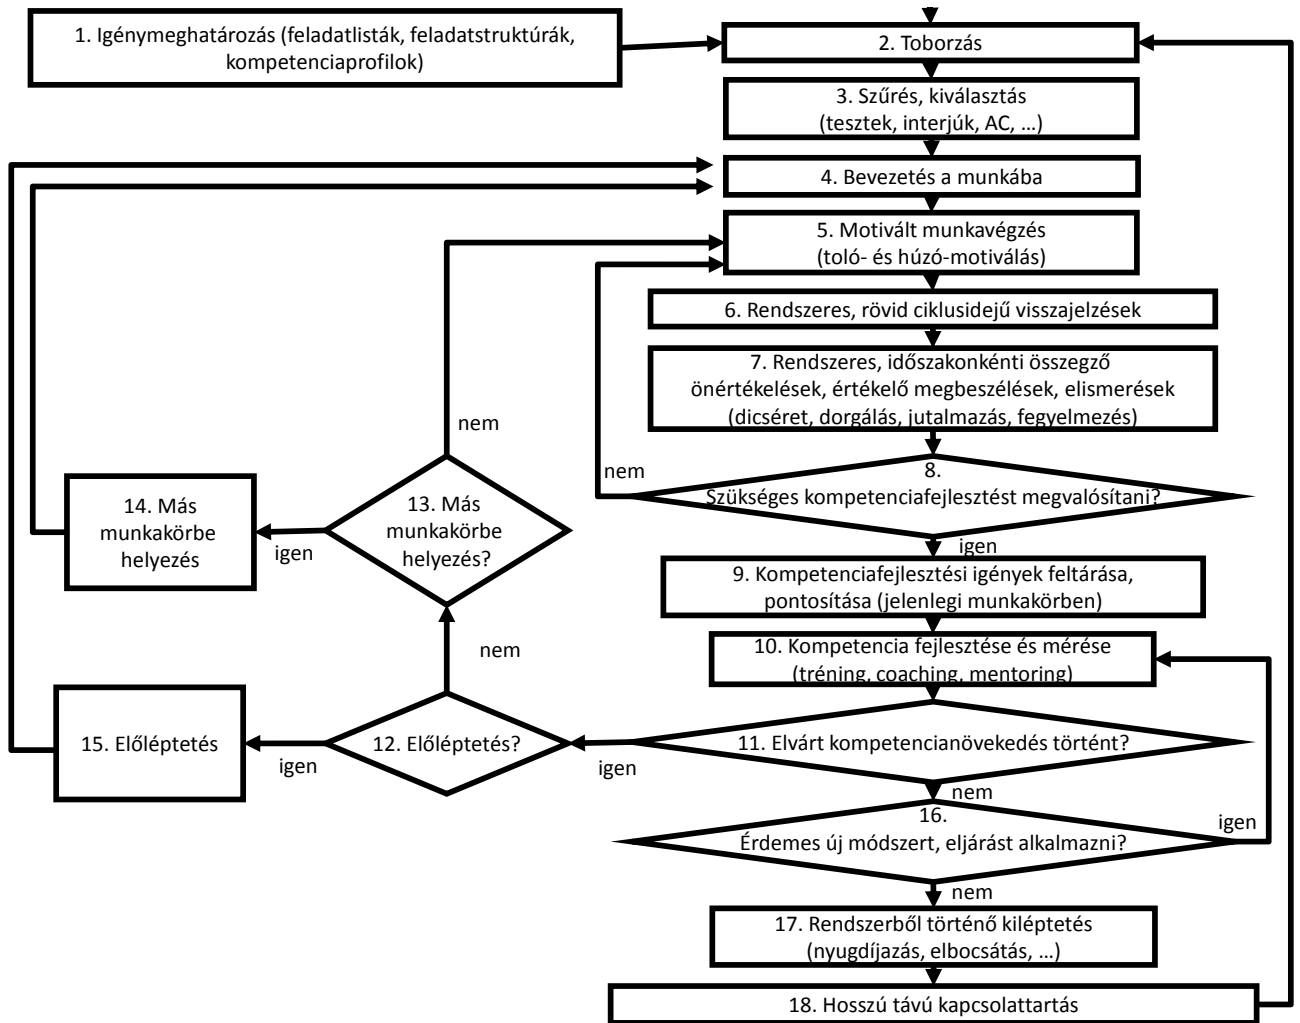 1. Igénymeghatározás (feladatlisták, feladatstruktúrák,
kompetenciaprofilok)
2. Toborzás
3. Szűrés, kiválasztás
(tesztek, interjúk, AC, ...)
4. Bevezetés a munkába
5. Motivált munkavégzés
(toló- és húzó-motiválás)
6. Rendszeres, rövid ciklusidejű visszajelzések
7. Rendszeres, időszakonkénti összegző
önértékelések, értékelő megbeszélések, elismerések
(dicséret, dorgálás, jutalmazás, fegyelmezés)
nem
nem
8.
Szükséges kompetenciafejlesztést megvalósítani?
igen
14. Más
munkakörbe
helyezés
igen
13. Más
munkakörbe
helyezés?
9. Kompetenciafejlesztési igények feltárása,
pontosítása (jelenlegi munkakörben)
nem
10. Kompetencia fejlesztése és mérése
(tréning, coaching, mentoring)
15. Előléptetés
igen
12. Előléptetés?
igen
11. Elvárt kompetencianövekedés történt?
nem
16.
Érdemes új módszert, eljárást alkalmazni?
igen
nem
17. Rendszerből történő kiléptetés
(nyugdíjazás, elbocsátás, ...)
18. Hosszú távú kapcsolattartás